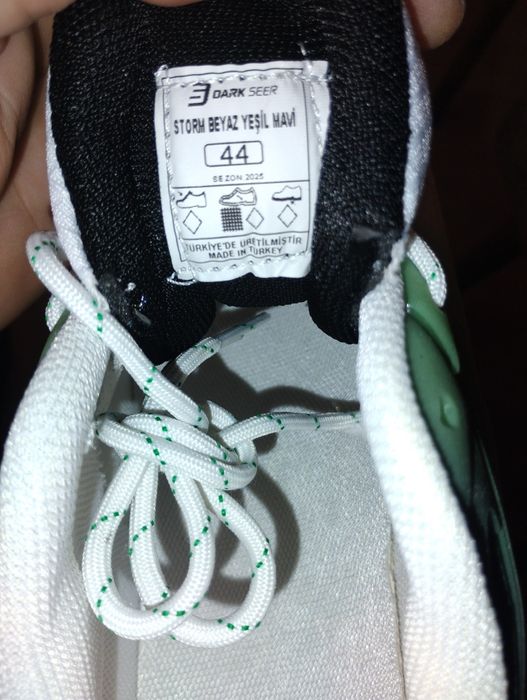 DARK SEER
STORM BEYAZ YEŞİL MAVİ
44
SEZON 2025
TÜRKİYE'DE ÜRETİLMİŞTİR
MADE IN TURKEY